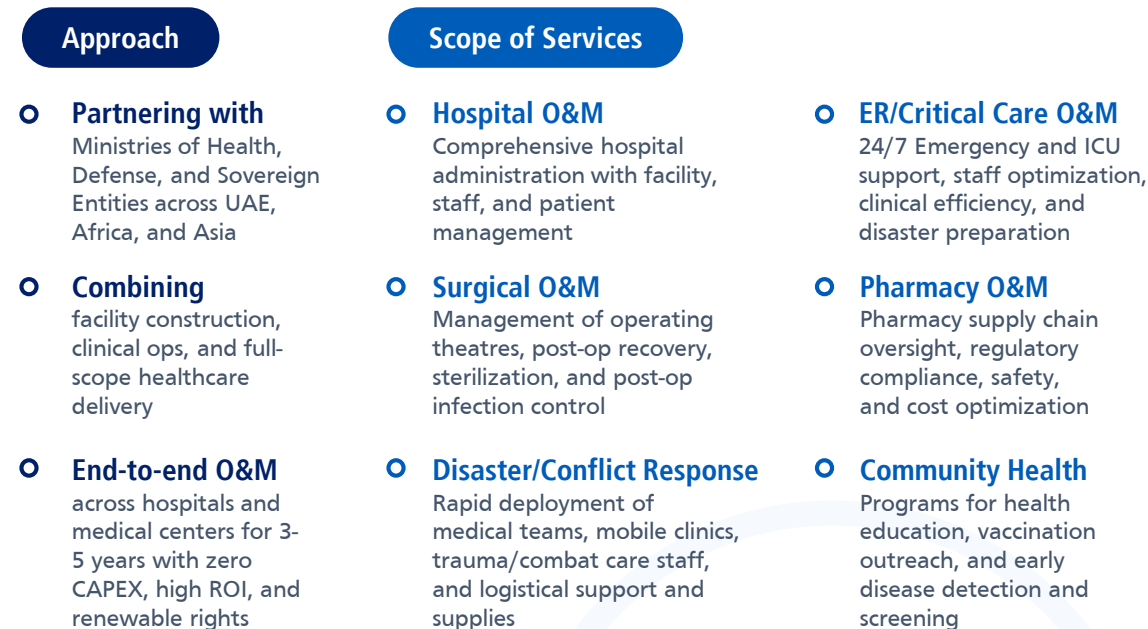 Approach
Partnering with
Ministries of Health,
Defense, and Sovereign
Entities across UAE,
Africa, and Asia
Combining
facility construction,
clinical ops, and full-
scope healthcare
delivery
End-to-end O&M
across hospitals and
medical centers for 3-
5 years with zero
CAPEX, high ROI, and
renewable rights
Scope of Services
Hospital O&M
Comprehensive hospital
administration with facility,
staff, and patient
management
Surgical O&M
Management of operating
theatres, post-op recovery,
sterilization, and post-op
infection control
Disaster/Conflict Response
Rapid deployment of
medical teams, mobile clinics,
trauma/combat care staff,
and logistical support and
supplies
ER/Critical Care O&M
24/7 Emergency and ICU
support, staff optimization,
clinical efficiency, and
disaster preparation
Pharmacy O&M
Pharmacy supply chain
oversight, regulatory
compliance, safety,
and cost optimization
Community Health
Programs for health
education, vaccination
outreach, and early
disease detection and
screening